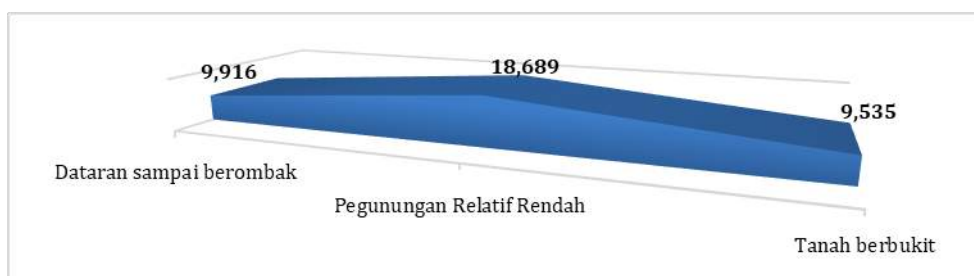 9,916
18,689
9,535
Dataran sampai berombak
Pegunungan Relatif Rendah
Tanah berbukit